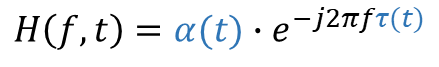 H(f,t) = α(t) · e^{-j2πfτ(t)}